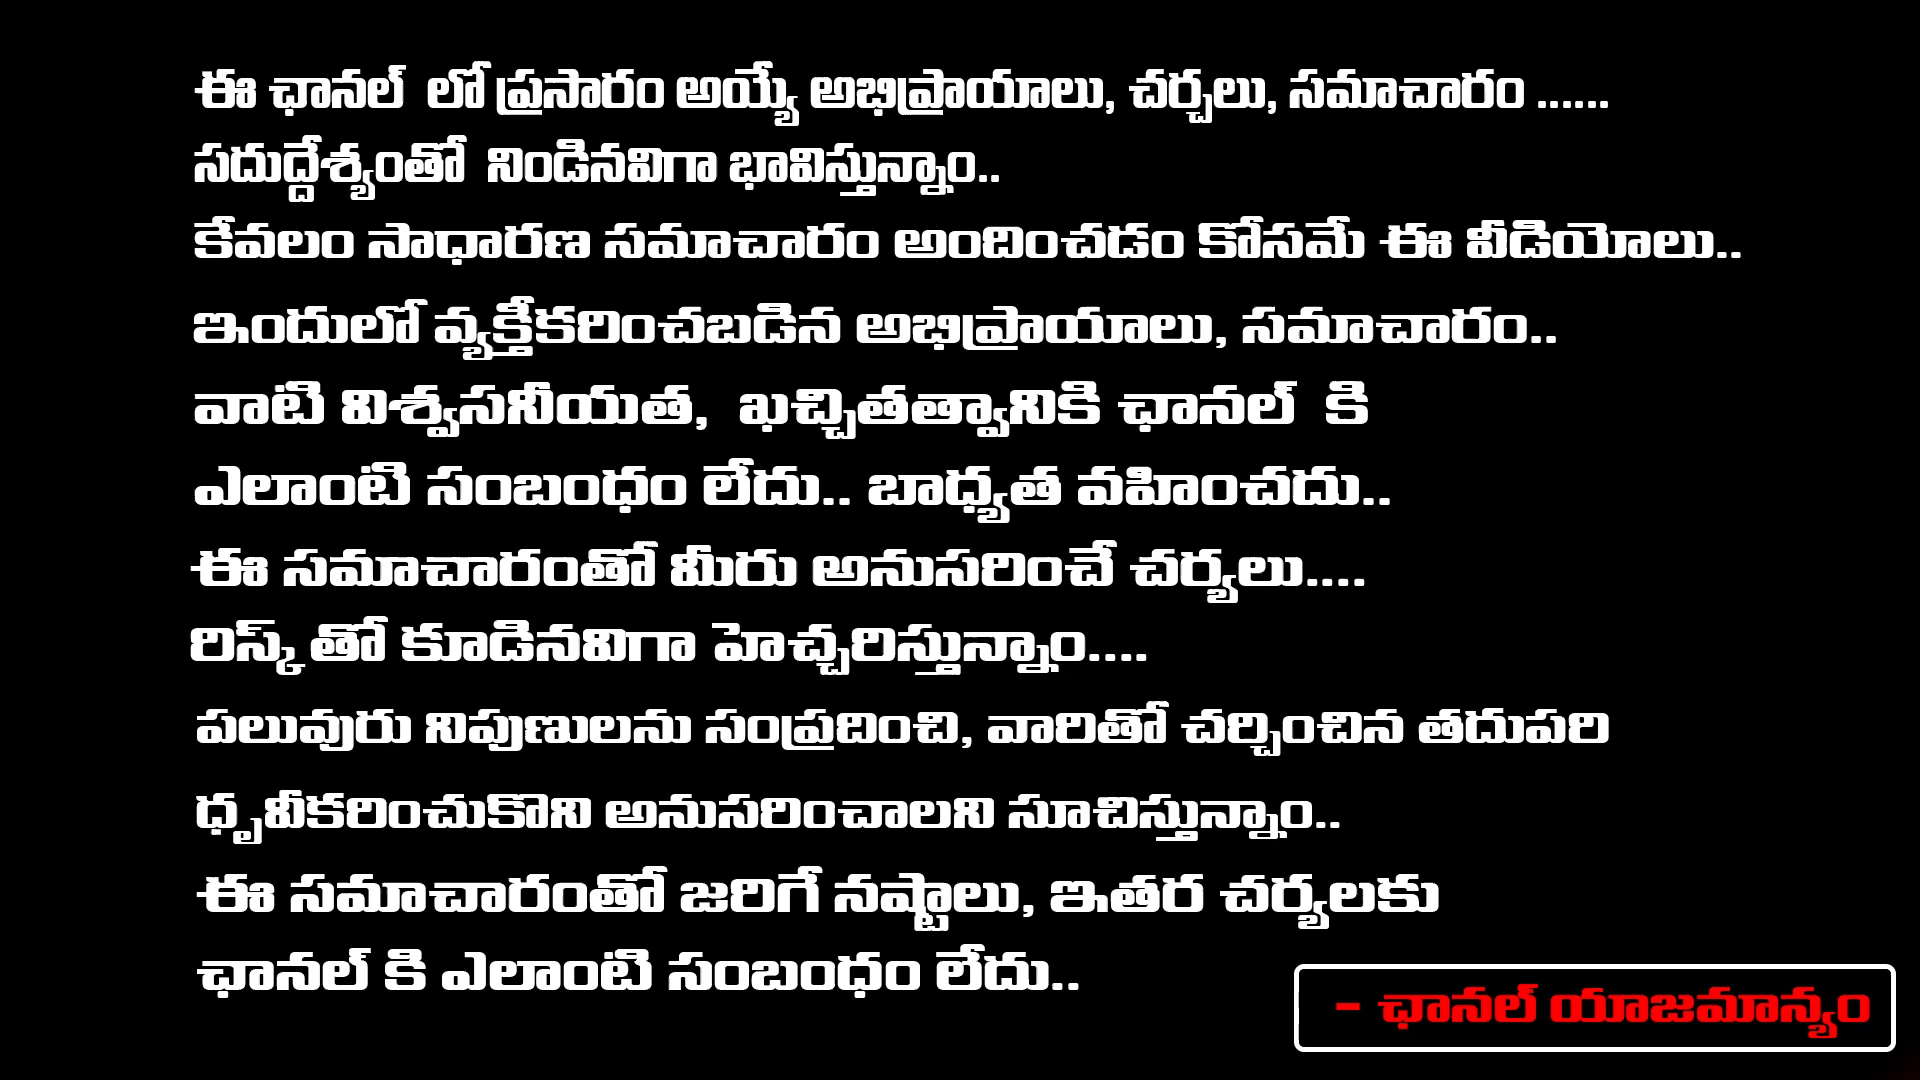 ఈ ఛానల్ లో ప్రసారం అయ్యే అభిప్రాయాలు, చర్చలు, సమాచారం ......
సదుద్దేశ్యంతో నిండినవిగా భావిస్తున్నాం..
కేవలం సాధారణ సమాచారం అందించడం కోసమే ఈ వీడియోలు..
ఇందులో వ్యక్తీకరించబడిన అభిప్రాయాలు, సమాచారం..
వాటి విశ్వసనీయత, ఖచ్చితత్వానికి ఛానల్ కి
ఎలాంటి సంబంధం లేదు.. బాధ్యత వహించదు..
ఈ సమాచారంతో మీరు అనుసరించే చర్యలు....
రిస్క్ తో కూడినవిగా హెచ్చరిస్తున్నాం....
పలువురు నిపుణులను సంప్రదించి, వారితో చర్చించిన తదుపరి
ధృవీకరించుకొని అనుసరించాలని సూచిస్తున్నాం..
ఈ సమాచారంతో జరిగే నష్టాలు, ఇతర చర్యలకు
ఛానల్ కి ఎలాంటి సంబంధం లేదు..
- ఛానల్ యాజమాన్యం